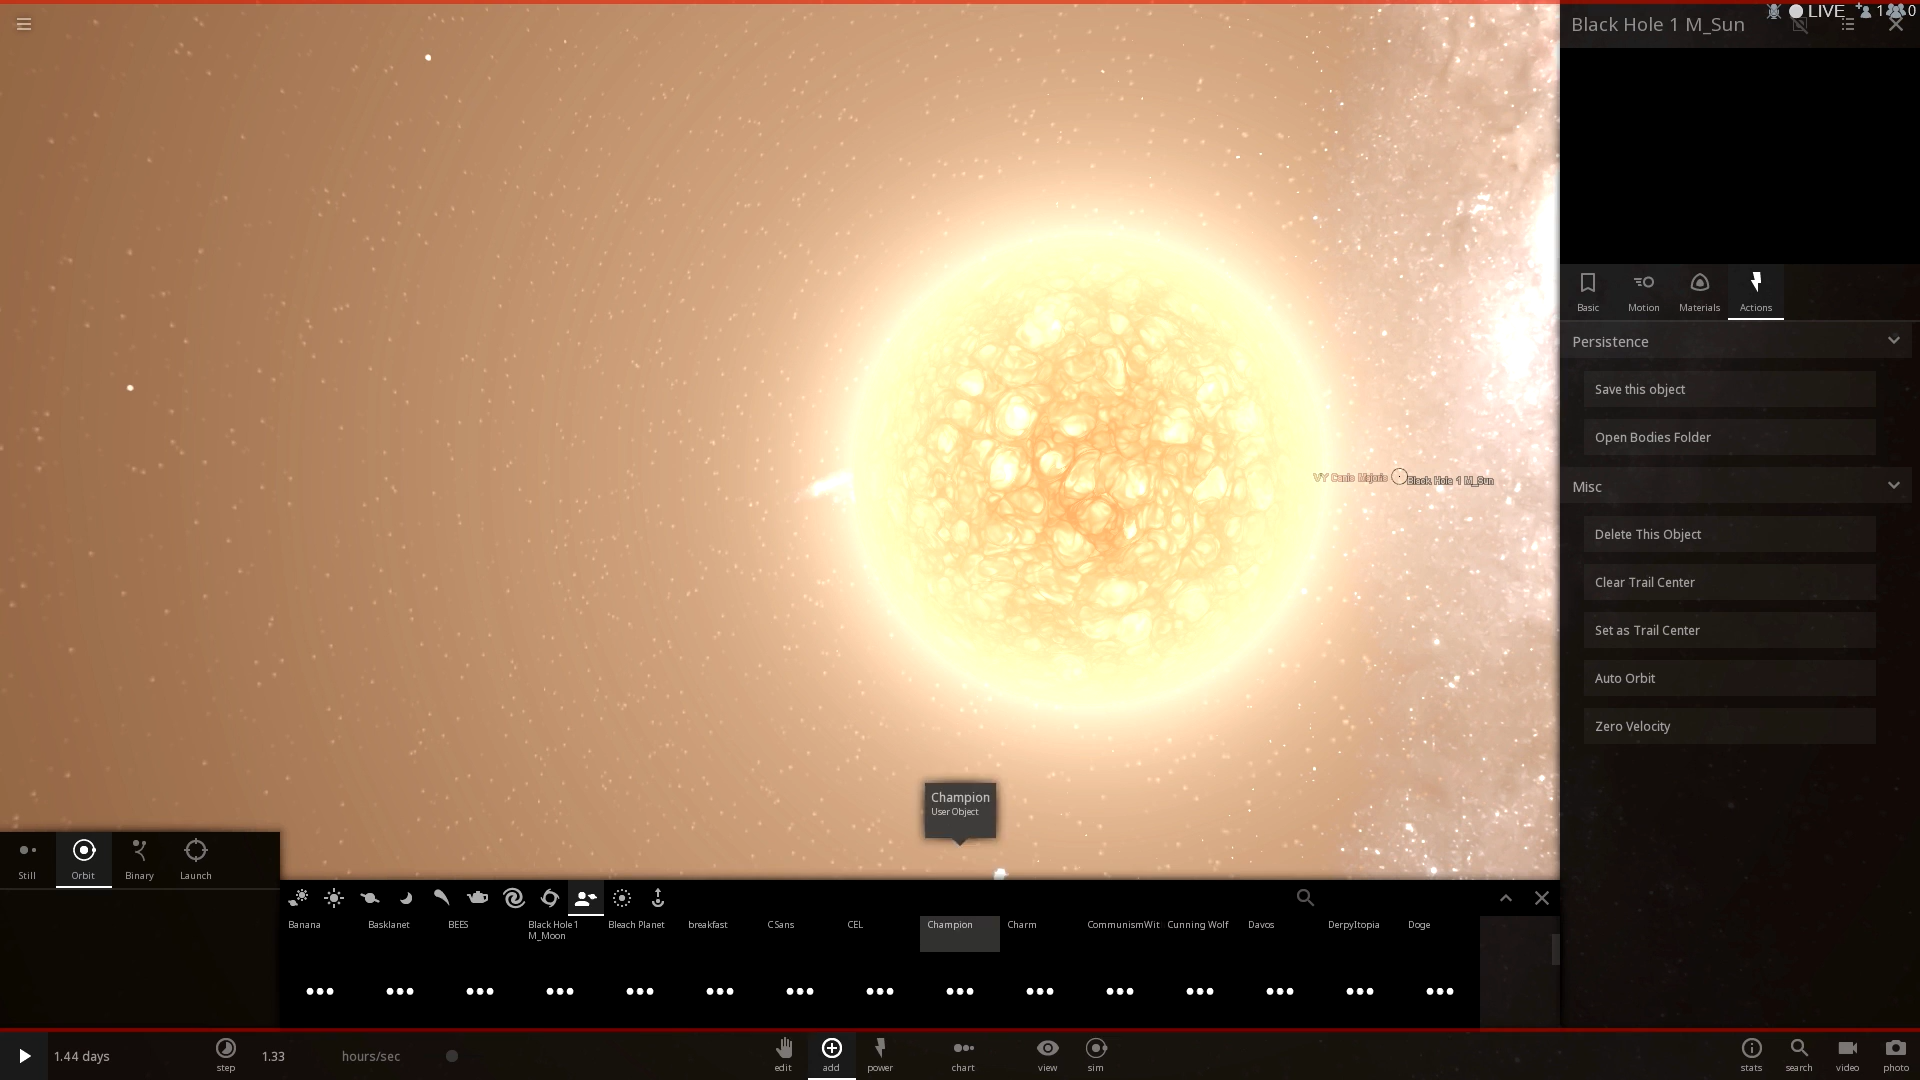 Black Hole 1 M_Sun
LIVE
Basic
Motion
Materials
Actions
Persistence
Save this object
Open Bodies Folder
VY Canis Majoris
Black Hole 1 M_Sun
Misc
Delete This Object
Clear Trail Center
Set as Trail Center
Auto Orbit
Zero Velocity
Champion
User Object
Still
Orbit
Binary
Launch
Banana
Basklanet
BEES
Black Hole 1
M_Moon
Bleach Planet
breakfast
C Sans
CEL
Champion
Charm
CommunismWit
Cunning Wolf
Davos
DerpyItopia
Doge
1.44 days
step
1.33
hours/sec
edit
add
power
chart
view
sim
stats
search
video
photo